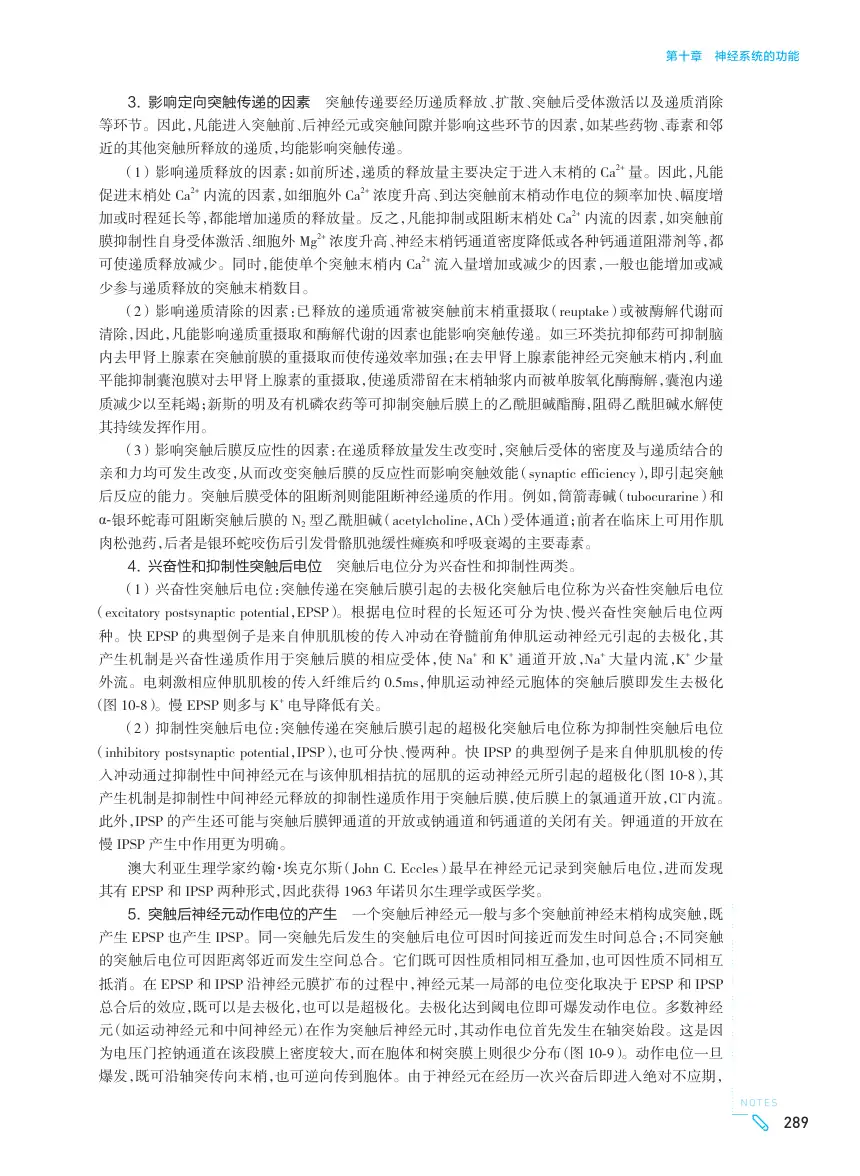 第十章 神经系统的功能
3. 影响定向突触传递的因素 突触传递要经历递质释放、扩散、突触后受体激活以及递质消除
等环节。因此,凡能进入突触前、后神经元或突触间隙并影响这些环节的因素,如某些药物、毒素和邻
近的其他突触所释放的递质,均能影响突触传递。
(1)影响递质释放的因素:如前所述,递质的释放量主要决定于进入末梢的 Ca²⁺ 量。因此,凡能
促进末梢处 Ca²⁺ 内流的因素,如细胞外 Ca²⁺ 浓度升高、到达突触前末梢动作电位的频率加快、幅度增
加或时程延长等,都能增加递质的释放量。反之,凡能抑制或阻断末梢处 Ca²⁺ 内流的因素,如突触前
膜抑制性自身受体激活、细胞外 Mg²⁺ 浓度升高、神经末梢钙通道密度降低或各种钙通道阻滞剂等,都
可使递质释放减少。同时,能使单个突触末梢内 Ca²⁺ 流入量增加或减少的因素,一般也能增加或减
少参与递质释放的突触末梢数目。
(2)影响递质清除的因素:已释放的递质通常被突触前末梢重摄取(reuptake)或被酶解代谢而
清除,因此,凡能影响递质重摄取和酶解代谢的因素也能影响突触传递。如三环类抗抑郁药可抑制脑
内去甲肾上腺素在突触前膜的重摄取而使传递效率加强;在去甲肾上腺素能神经元突触末梢内,利血
平能抑制囊泡膜对去甲肾上腺素的重摄取,使递质滞留在末梢轴浆内而被单胺氧化酶酶解,囊泡内递
质减少以至耗竭;新斯的明及有机磷农药等可抑制突触后膜上的乙酰胆碱酯酶,阻碍乙酰胆碱水解使
其持续发挥作用。
(3)影响突触后膜反应性的因素:在递质释放量发生改变时,突触后受体的密度及与递质结合的
亲和力均可发生改变,从而改变突触后膜的反应性而影响突触效能(synaptic efficiency),即引起突触
后反应的能力。突触后膜受体的阻断剂则能阻断神经递质的作用。例如,筒箭毒碱(tubocurarine)和
α-银环蛇毒可阻断突触后膜的 N₂ 型乙酰胆碱(acetylcholine,ACh)受体通道;前者在临床上可用作肌
肉松弛药,后者是银环蛇咬伤后引发骨骼肌弛缓性瘫痪和呼吸衰竭的主要毒素。
4. 兴奋性和抑制性突触后电位 突触后电位分为兴奋性和抑制性两类。
(1)兴奋性突触后电位:突触传递在突触后膜引起的去极化突触后电位称为兴奋性突触后电位
(excitatory postsynaptic potential,EPSP)。根据电位时程的长短还可分为快、慢兴奋性突触后电位两
种。快 EPSP 的典型例子是来自伸肌肌梭的传入冲动在脊髓前角伸肌运动神经元引起的去极化,其
产生机制是兴奋性递质作用于突触后膜的相应受体,使 Na⁺ 和 K⁺ 通道开放,Na⁺ 大量内流,K⁺ 少量
外流。电刺激相应伸肌肌梭的传入纤维后约 0.5ms,伸肌运动神经元胞体的突触后膜即发生去极化
(图 10-8)。慢 EPSP 则多与 K⁺ 电导降低有关。
(2)抑制性突触后电位:突触传递在突触后膜引起的超极化突触后电位称为抑制性突触后电位
(inhibitory postsynaptic potential,IPSP),也可分快、慢两种。快 IPSP 的典型例子是来自伸肌肌梭的传
入冲动通过抑制性中间神经元在与该伸肌相拮抗的屈肌的运动神经元所引起的超极化(图 10-8),其
产生机制是抑制性中间神经元释放的抑制性递质作用于突触后膜,使后膜上的氯通道开放,Cl⁻内流。
此外,IPSP 的产生还可能与突触后膜钾通道的开放或钠通道和钙通道的关闭有关。钾通道的开放在
慢 IPSP 产生中作用更为明确。
澳大利亚生理学家约翰·埃克尔斯(John C. Eccles)最早在神经元记录到突触后电位,进而发现
其有 EPSP 和 IPSP 两种形式,因此获得 1963 年诺贝尔生理学或医学奖。
5. 突触后神经元动作电位的产生 一个突触后神经元一般与多个突触前神经末梢构成突触,既
产生 EPSP 也产生 IPSP。同一突触先后发生的突触后电位可因时间接近而发生时间总合;不同突触
的突触后电位可因距离邻近而发生空间总合。它们既可因性质相同相互叠加,也可因性质不同相互
抵消。在 EPSP 和 IPSP 沿神经元膜扩布的过程中,神经元某一局部的电位变化取决于 EPSP 和 IPSP
总合后的效应,既可以是去极化,也可以是超极化。去极化达到阈电位即可爆发动作电位。多数神经
元(如运动神经元和中间神经元)在作为突触后神经元时,其动作电位首先发生在轴突始段。这是因
为电压门控钠通道在该段膜上密度较大,而在胞体和树突膜上则很少分布(图 10-9)。动作电位一旦
爆发,既可沿轴突传向末梢,也可逆向传到胞体。由于神经元在经历一次兴奋后即进入绝对不应期,
NOTES
289